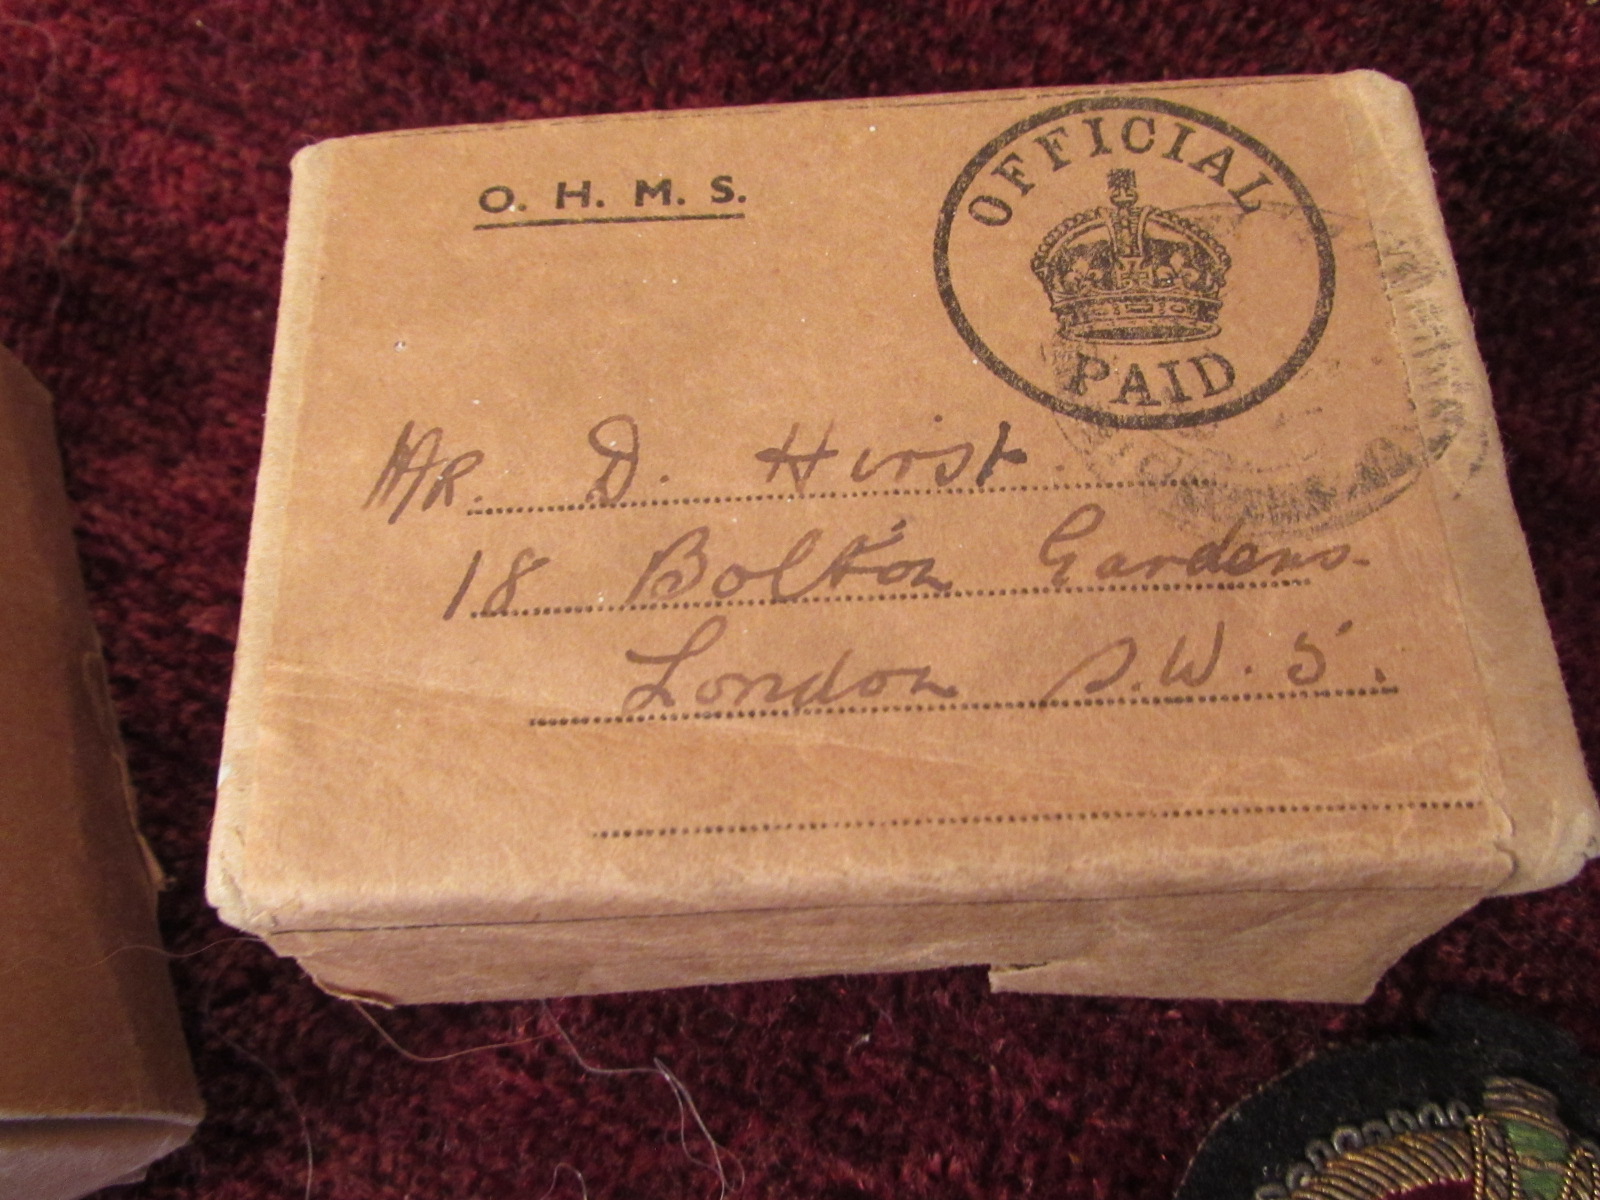 O. H. M. S.
OFFICIAL
PAID
MR. D. Hirst.
18 Bolton Gardens.
London S.W. 5.